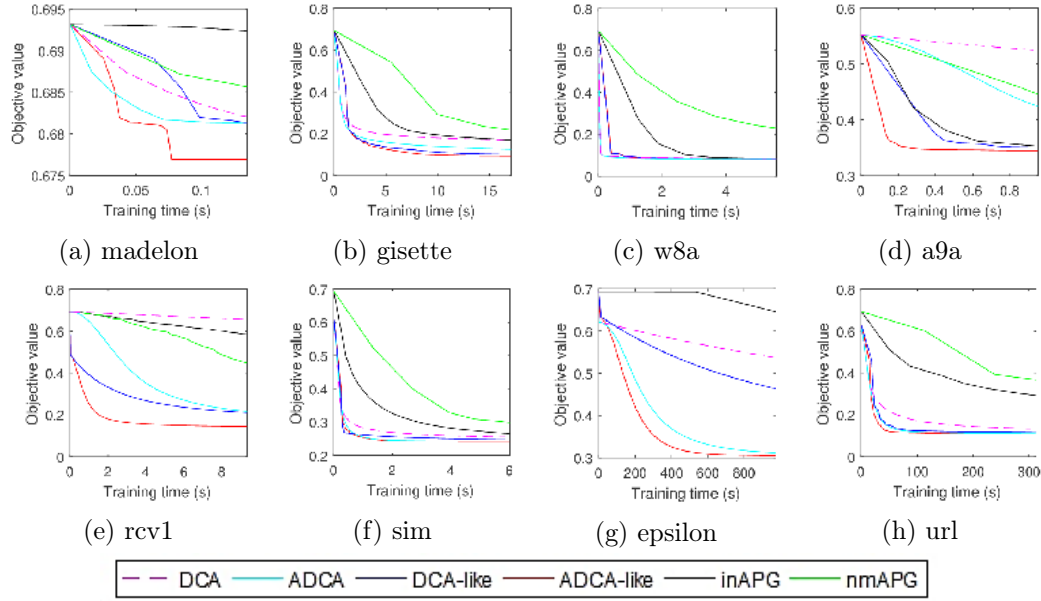 0.695 0.8 0.8 0.6
0.69 0.6 0.6 0.5
0.685 0.4 0.4
0.68 0.2 0.2 0.4
0.675 0 0 0.3
Objective value Objective value Objective value Objective value
0 0.05 0.1 0 5 10 15 0 2 4 0 0.2 0.4 0.6 0.8
Training time (s) Training time (s) Training time (s) Training time (s)
(a) madelon (b) gisette (c) w8a (d) a9a
0.8 0.7 0.7 0.8
0.6 0.6 0.6 0.6
0.4 0.5 0.5 0.4
0.2 0.4 0.4 0.2
0 0.3 0.3 0
0.2
Objective value Objective value Objective value Objective value
0 2 4 6 8 0 2 4 6 0 200 400 600 800 0 100 200 300
Training time (s) Training time (s) Training time (s) Training time (s)
(e) rcv1 (f) sim (g) epsilon (h) url
DCA ADCA DCA-like ADCA-like inAPG nmAPG